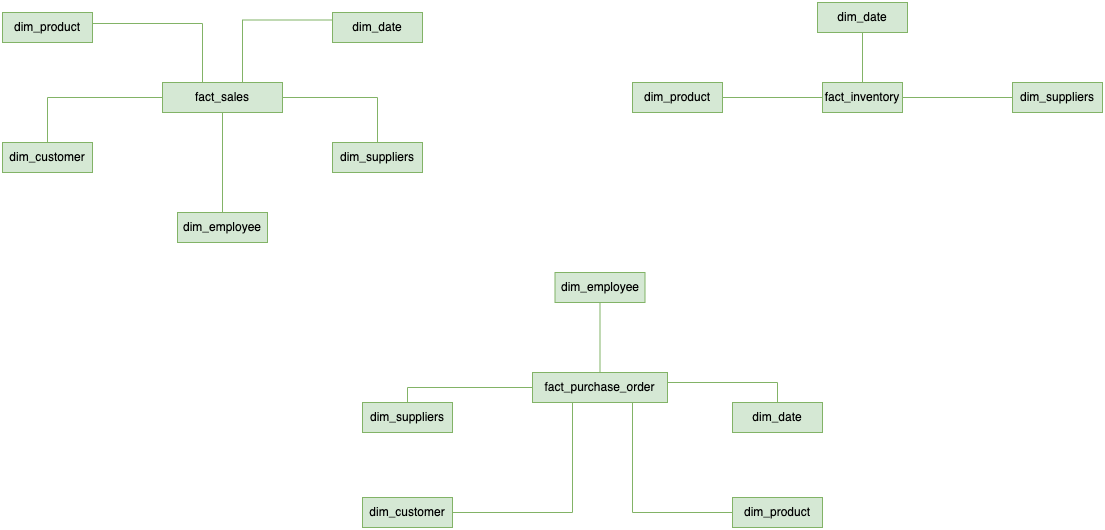 dim_product
dim_date
fact_sales
dim_customer
dim_suppliers
dim_employee
dim_date
dim_product
fact_inventory
dim_suppliers
dim_employee
fact_purchase_order
dim_suppliers
dim_date
dim_customer
dim_product